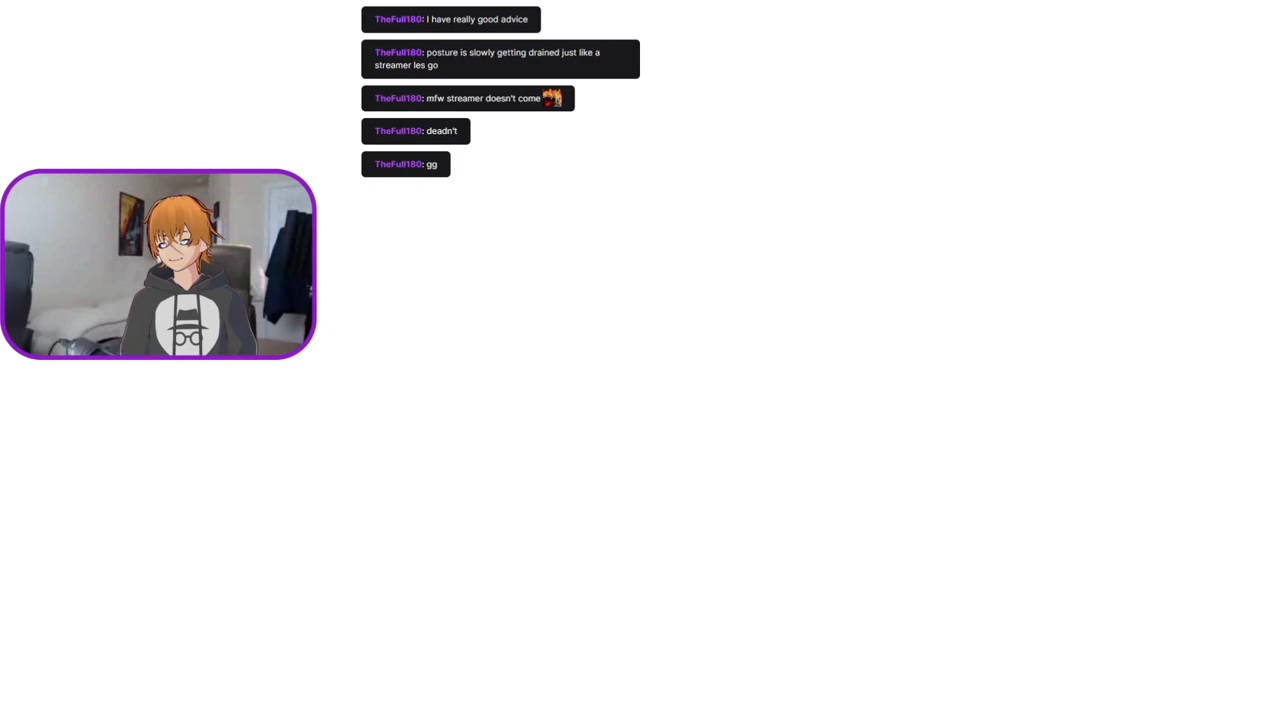 TheFull180: I have really good advice
TheFull180: posture is slowly getting drained just like a
streamer les go
TheFull180: mfw streamer doesn't come
TheFull180: deadn't
TheFull180: gg